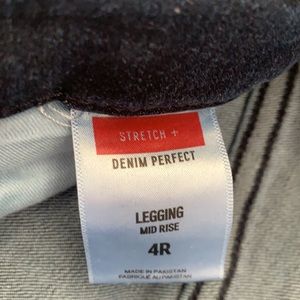 STRETCH +
DENIM PERFECT
LEGGING
MID RISE
4R
MADE IN PAKISTAN
FABRIQUÉ AU PAKISTAN